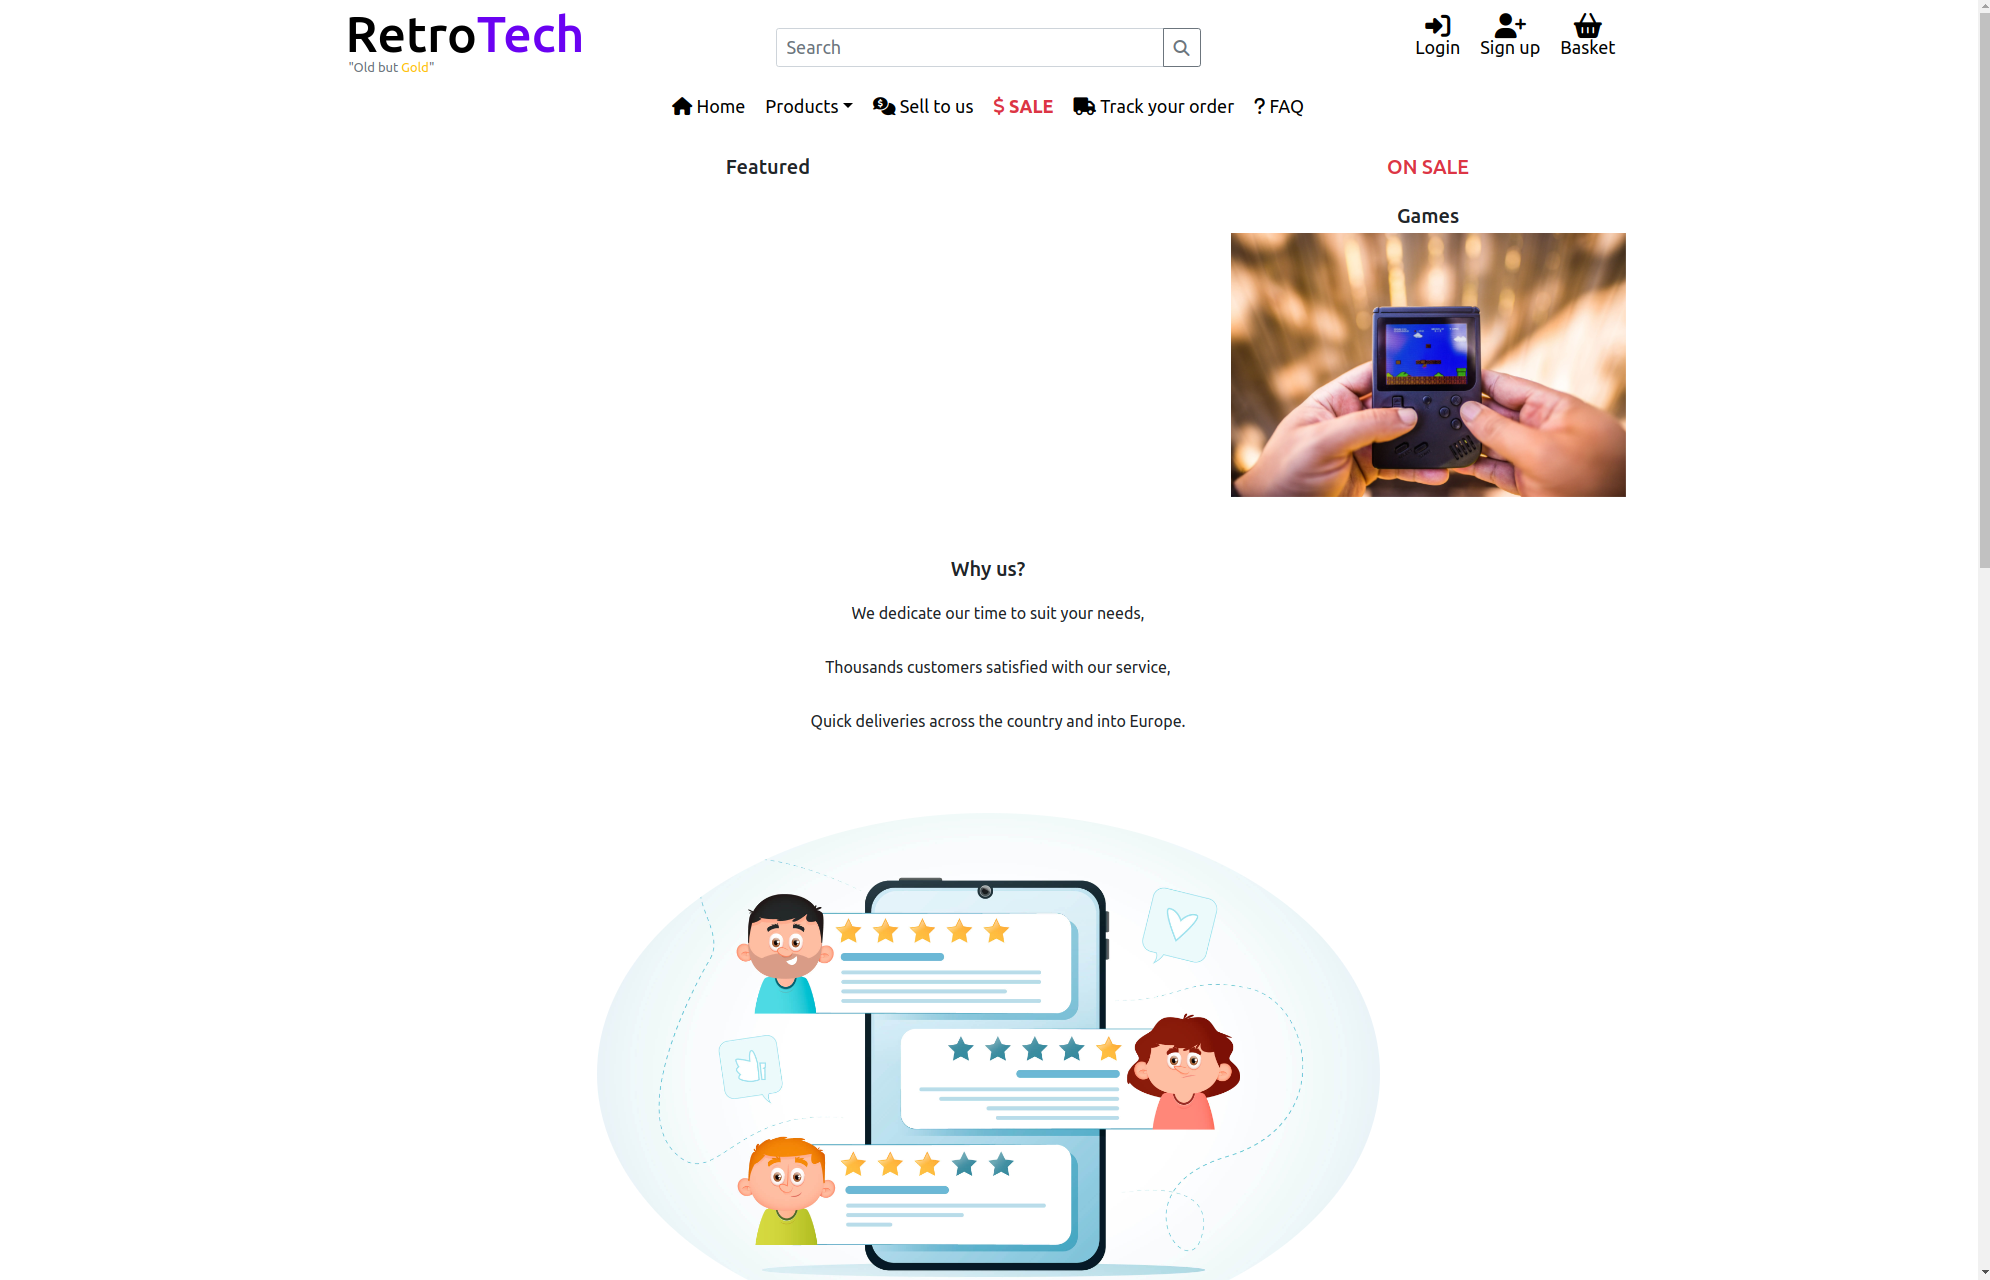 RetroTech
"Old but Gold"
Search
Login
Sign up
Basket
Home
Products
Sell to us
$ SALE
Track your order
? FAQ
Featured
ON SALE
Games
Why us?
We dedicate our time to suit your needs,
Thousands customers satisfied with our service,
Quick deliveries across the country and into Europe.